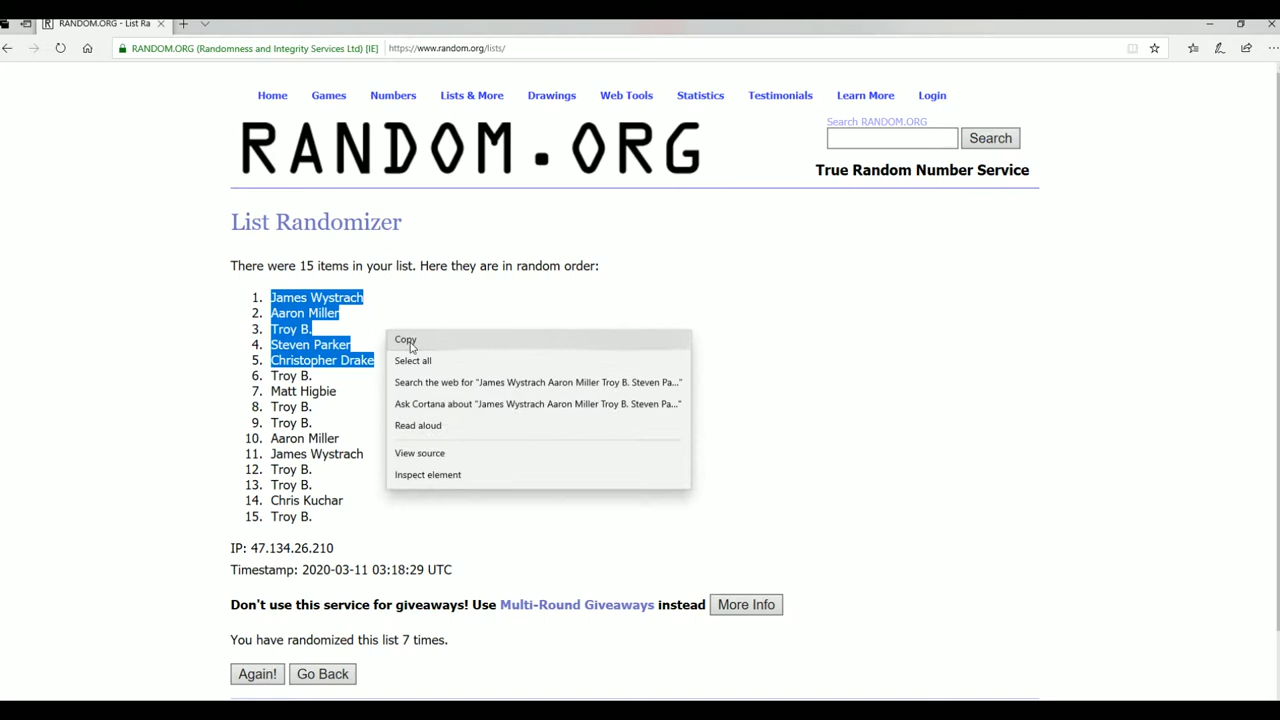 RANDOM.ORG - List Ra
RANDOM.ORG (Randomness and Integrity Services Ltd) [IE] https://www.random.org/lists/
Home Games Numbers Lists & More Drawings Web Tools Statistics Testimonials Learn More Login
Search RANDOM.ORG
RANDOM.ORG
Search
True Random Number Service
List Randomizer
There were 15 items in your list. Here they are in random order:
1. James Wystrach
2. Aaron Miller
3. Troy B.
4. Steven Parker
5. Christopher Drake
6. Troy B.
7. Matt Higbie
8. Troy B.
9. Troy B.
10. Aaron Miller
11. James Wystrach
12. Troy B.
13. Troy B.
14. Chris Kuchar
15. Troy B.
Copy
Select all
Search the web for "James Wystrach Aaron Miller Troy B. Steven Pa..."
Ask Cortana about "James Wystrach Aaron Miller Troy B. Steven Pa..."
Read aloud
View source
Inspect element
IP: 47.134.26.210
Timestamp: 2020-03-11 03:18:29 UTC
Don't use this service for giveaways! Use Multi-Round Giveaways instead More Info
You have randomized this list 7 times.
Again! Go Back